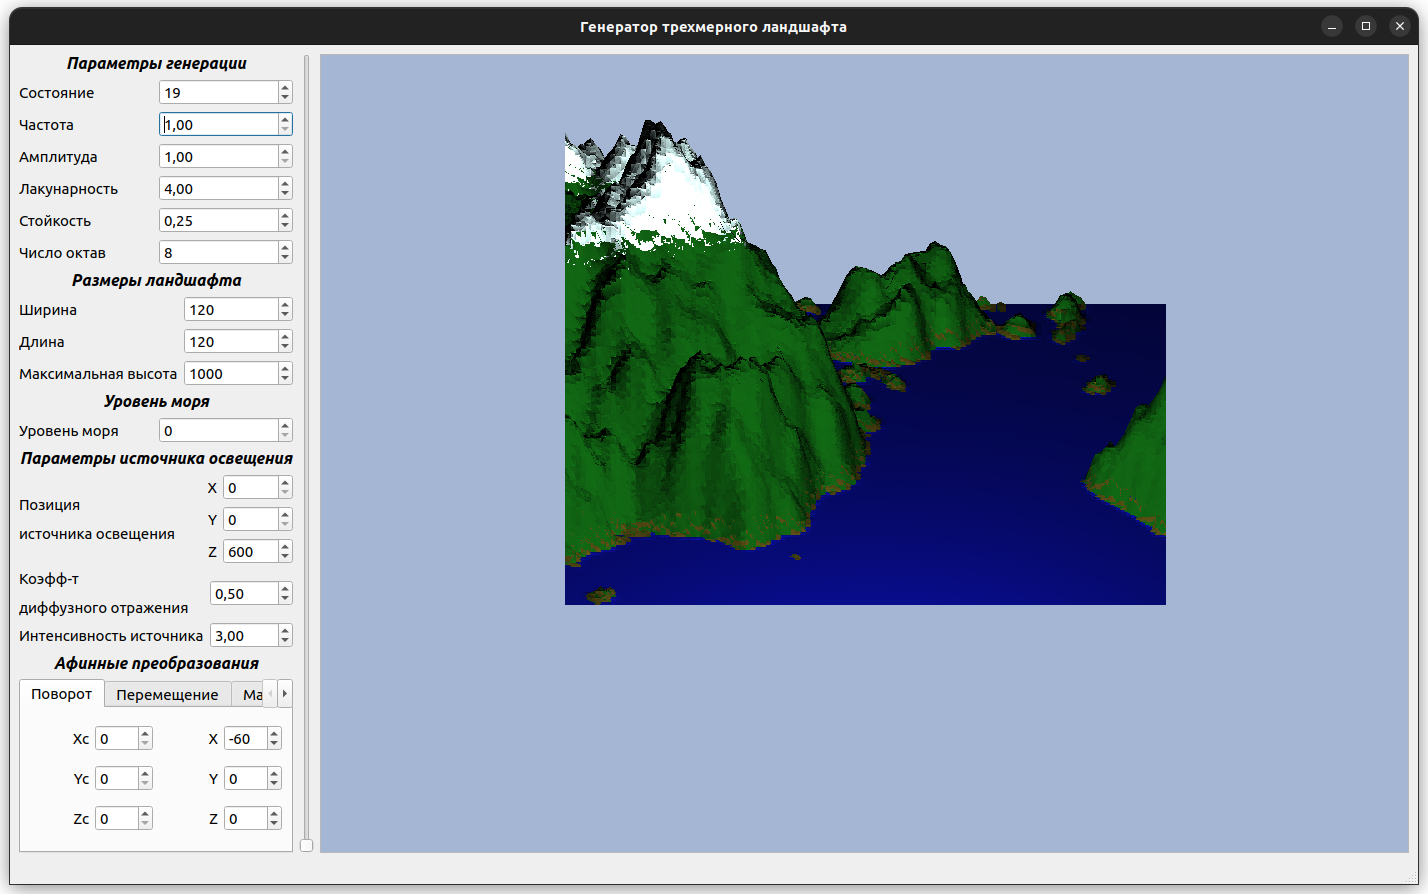 Генератор трехмерного ландшафта
Параметры генерации
Состояние 19
Частота 1,00
Амплитуда 1,00
Лакунарность 4,00
Стойкость 0,25
Число октав 8
Размеры ландшафта
Ширина 120
Длина 120
Максимальная высота 1000
Уровень моря
Уровень моря 0
Параметры источника освещения
Позиция
источника освещения
X 0
Y 0
Z 600
Коэфф-т
диффузного отражения
0,50
Интенсивность источника 3,00
Афинные преобразования
Поворот Перемещение Ма
Xc 0 X -60
Yc 0 Y 0
Zc 0 Z 0